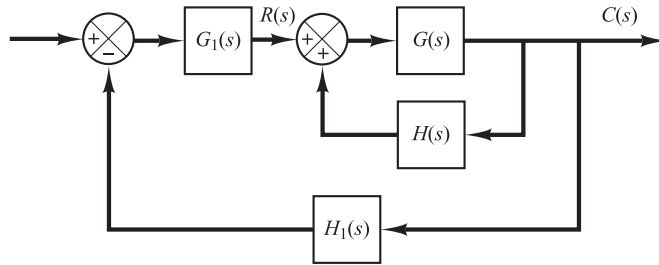 R(s) C(s)
+ − G₁(s) + + G(s)
H(s)
H₁(s)